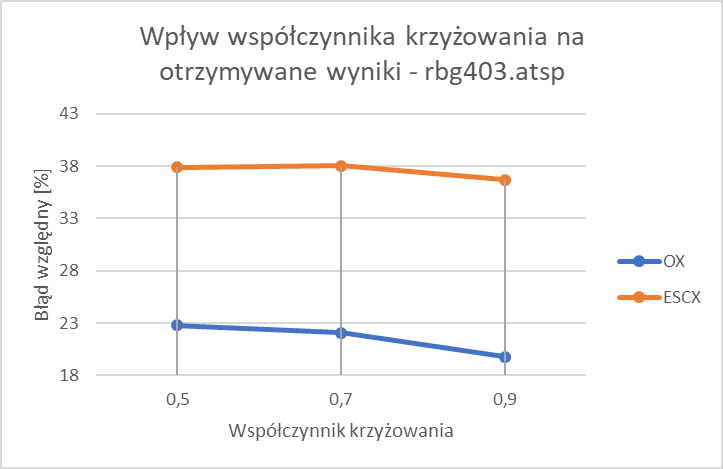 Wpływ współczynnika krzyżowania na
otrzymywane wyniki - rbg403.atsp
Błąd względny [%]
43
38
33
28
23
18
0,5 0,7 0,9
Współczynnik krzyżowania
OX
ESCX